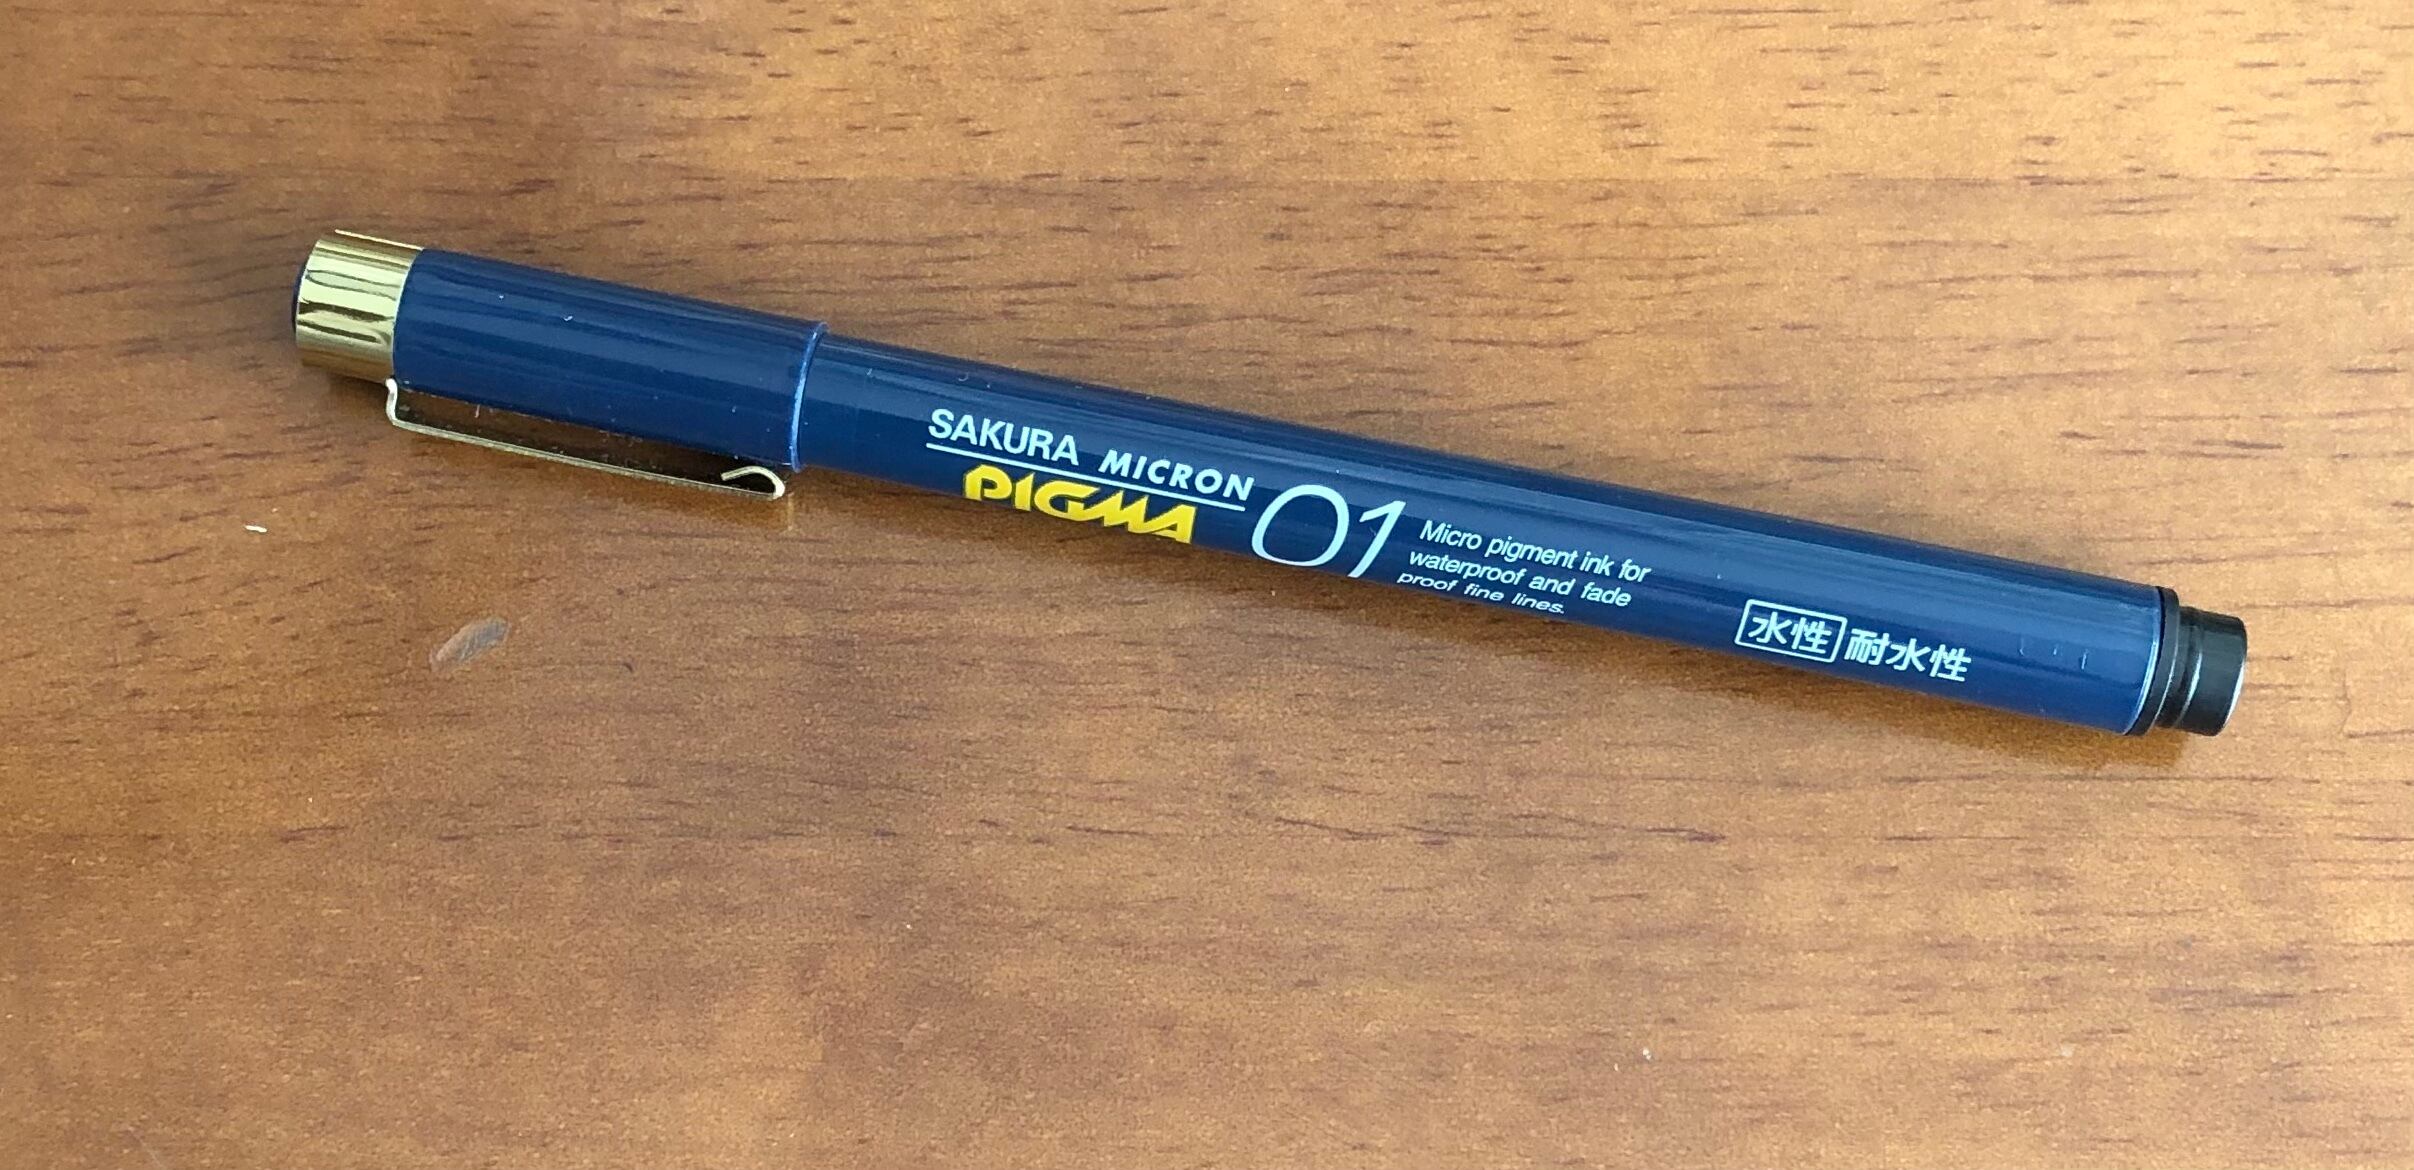 SAKURA MICRON
PIGMA
01
Micro pigment ink for
waterproof and fade
proof fine lines.
水性 耐水性